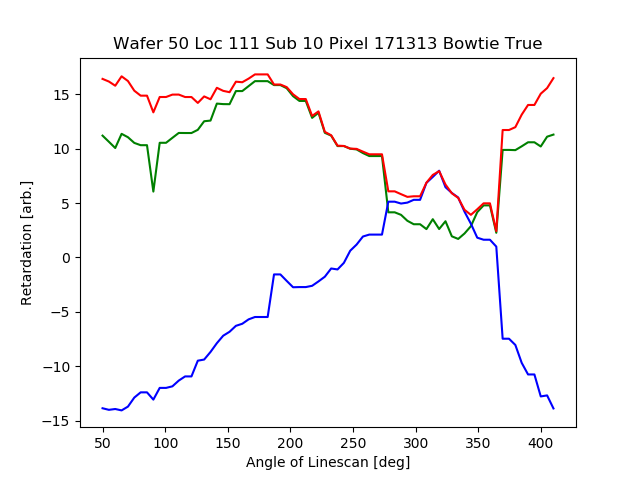 Wafer 50 Loc 111 Sub 10 Pixel 171313 Bowtie True
Retardation [arb.]
15
10
5
0
−5
−10
−15
50 100 150 200 250 300 350 400
Angle of Linescan [deg]